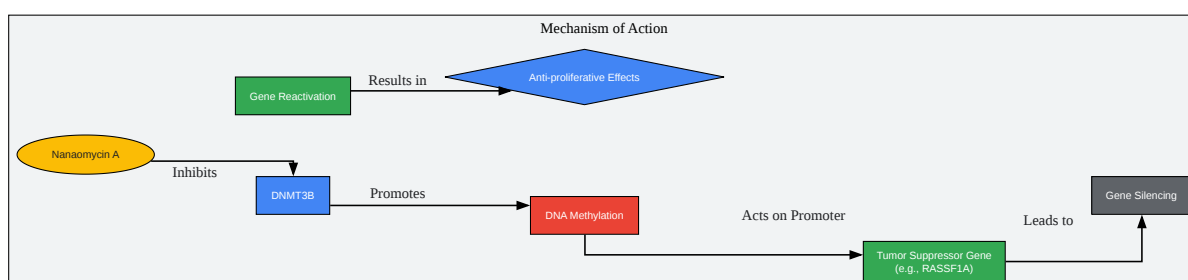 Mechanism of Action
Results in
Anti-proliferative Effects
Gene Reactivation
Nanaomycin A
Inhibits
DNMT3B
Promotes
DNA Methylation
Acts on Promoter
Tumor Suppressor Gene
(e.g., RASSF1A)
Leads to
Gene Silencing